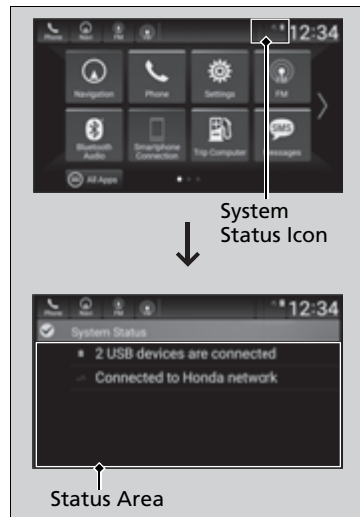 Phone Navi FM 12:34
Navigation Phone Settings FM
Bluetooth Audio
Smartphone Connection
Trip Computer
SMS
Messages
All Apps
System Status Icon
Phone Navi FM 12:34
System Status
2 USB devices are connected
Connected to Honda network
Status Area